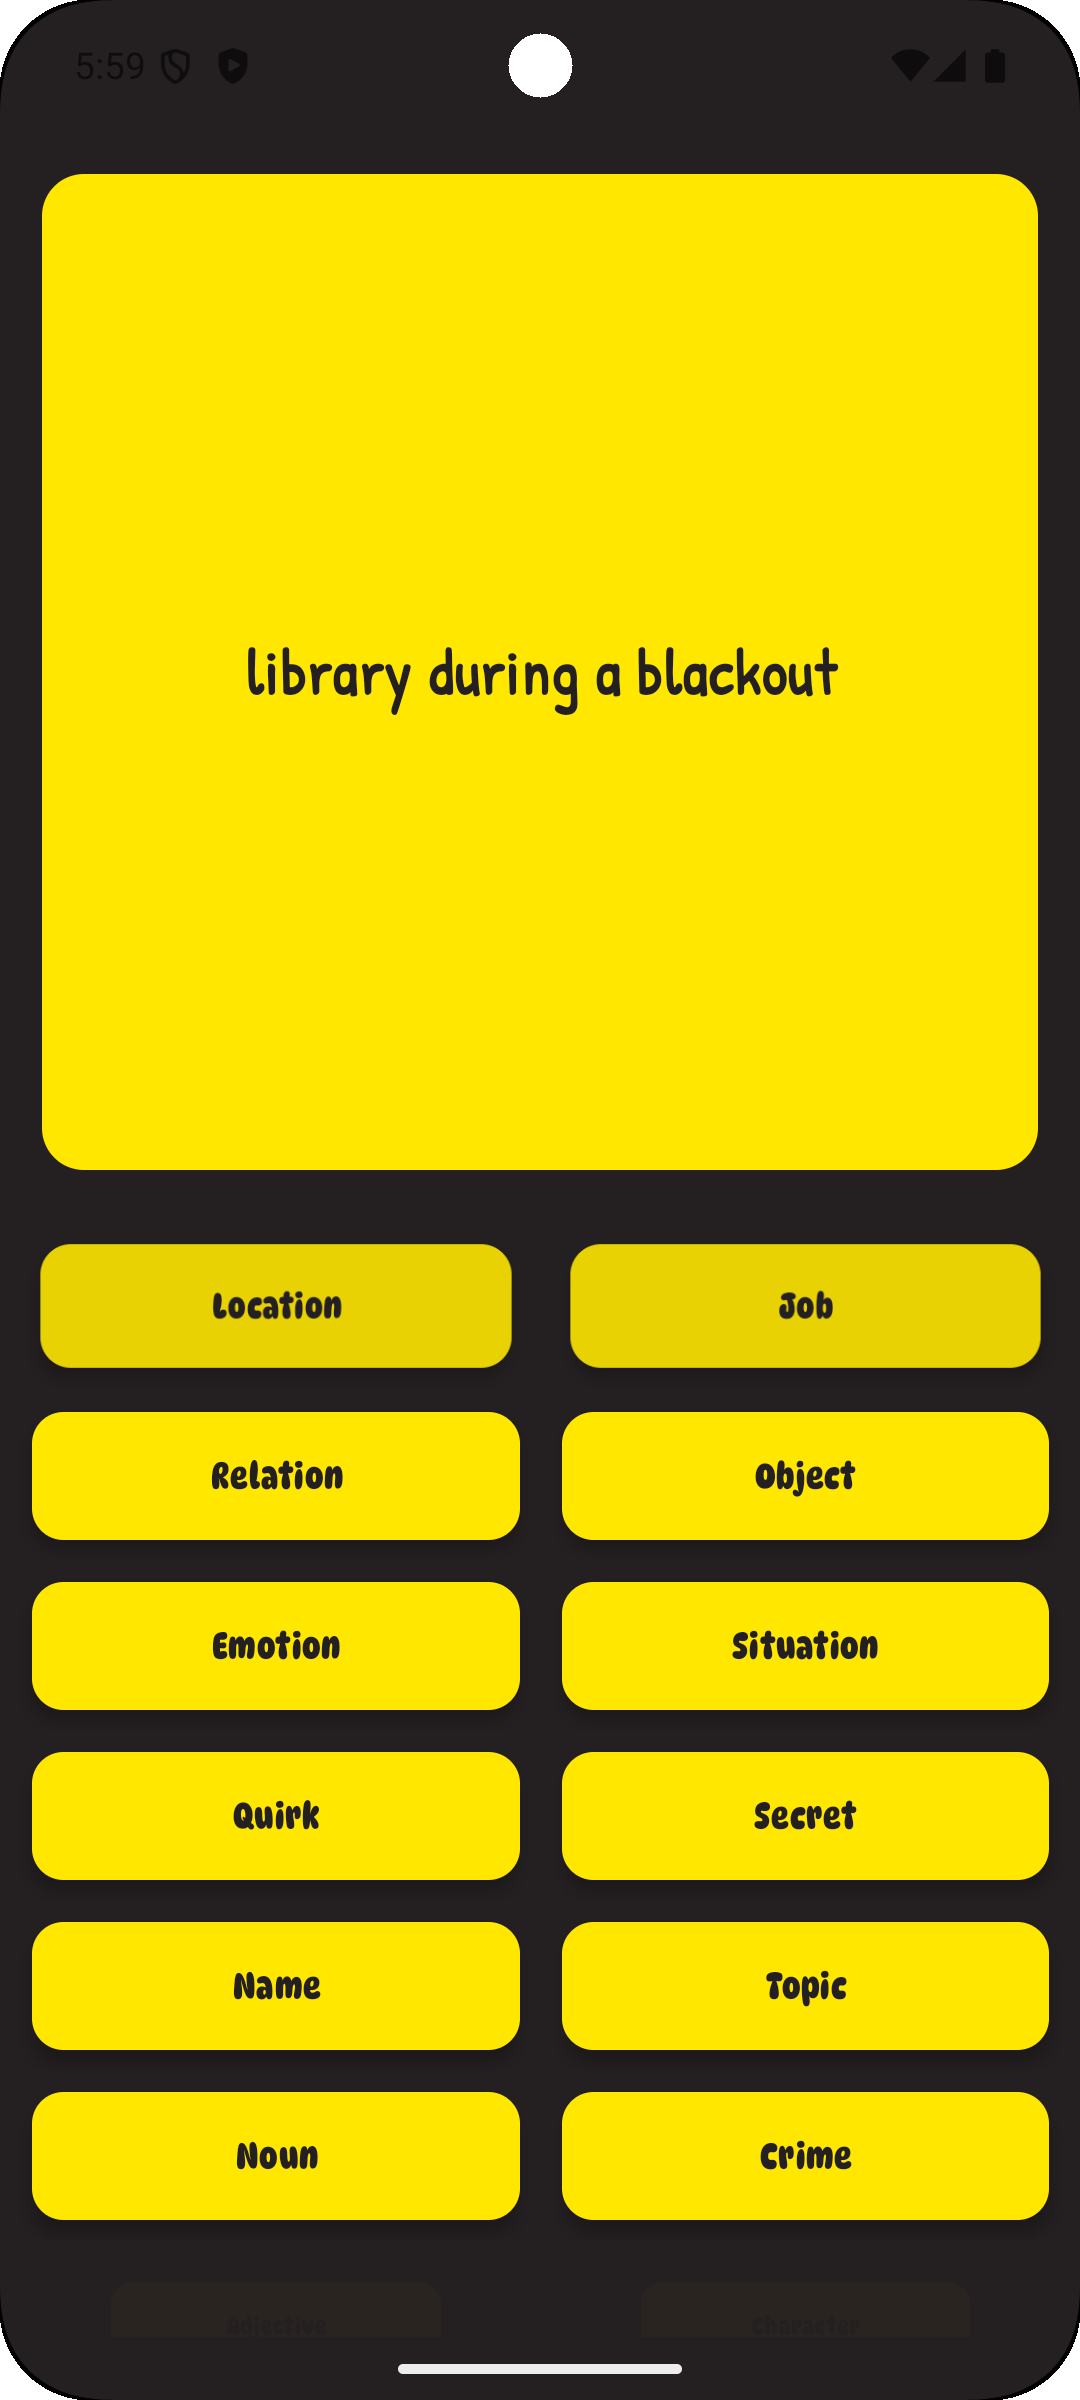 5:59
library during a blackout
Location
Job
Relation
Object
Emotion
Situation
Quirk
Secret
Name
Topic
Noun
Crime
Adjective
Character